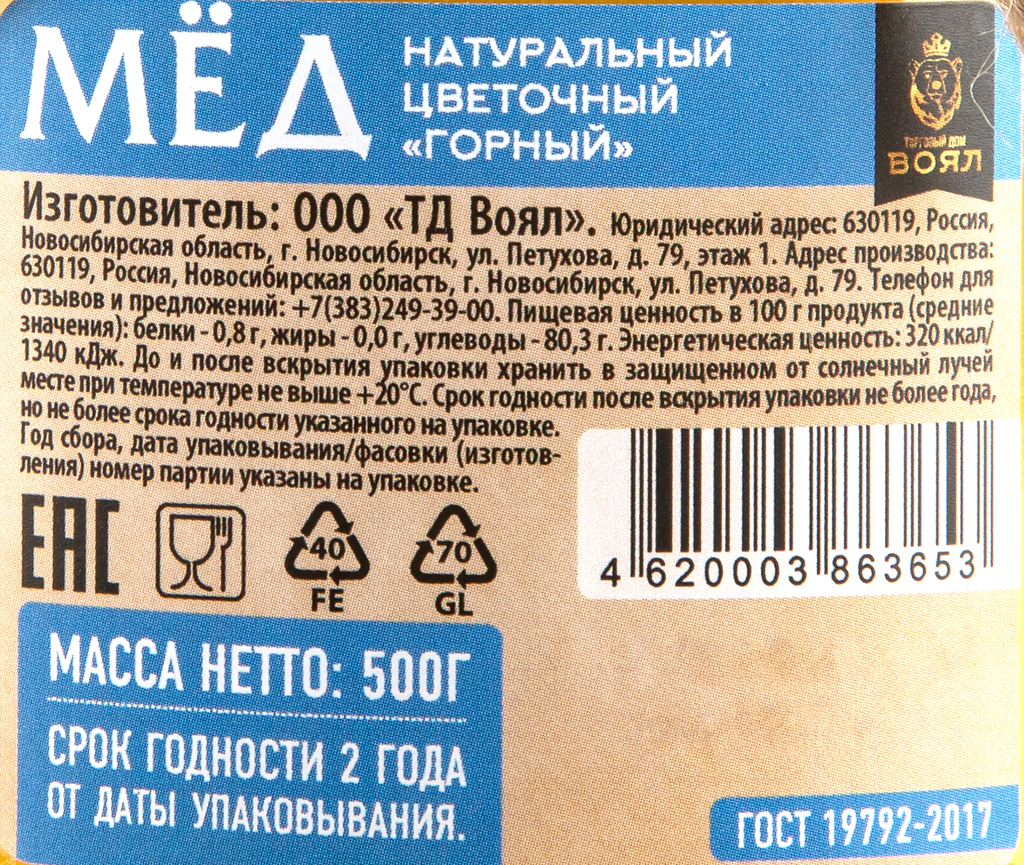 МЁД
НАТУРАЛЬНЫЙ
ЦВЕТОЧНЫЙ
«ГОРНЫЙ»
ТОРГОВЫЙ ДОМ
ВОЯЛ
Изготовитель: ООО «ТД Воял». Юридический адрес: 630119, Россия,
Новосибирская область, г. Новосибирск, ул. Петухова, д. 79, этаж 1. Адрес производства:
630119, Россия, Новосибирская область, г. Новосибирск, ул. Петухова, д. 79. Телефон для
отзывов и предложений: +7(383)249-39-00. Пищевая ценность в 100 г продукта (средние
значения): белки - 0,8 г, жиры - 0,0 г, углеводы - 80,3 г. Энергетическая ценность: 320 ккал/
1340 кДж. До и после вскрытия упаковки хранить в защищенном от солнечный лучей
месте при температуре не выше +20°С. Срок годности после вскрытия упаковки не более года,
но не более срока годности указанного на упаковке.
Год сбора, дата упаковывания/фасовки (изготов-
ления) номер партии указаны на упаковке.
ЕАС
40
FE
70
GL
4 620003 863653
МАССА НЕТТО: 500Г
СРОК ГОДНОСТИ 2 ГОДА
ОТ ДАТЫ УПАКОВЫВАНИЯ.
ГОСТ 19792-2017